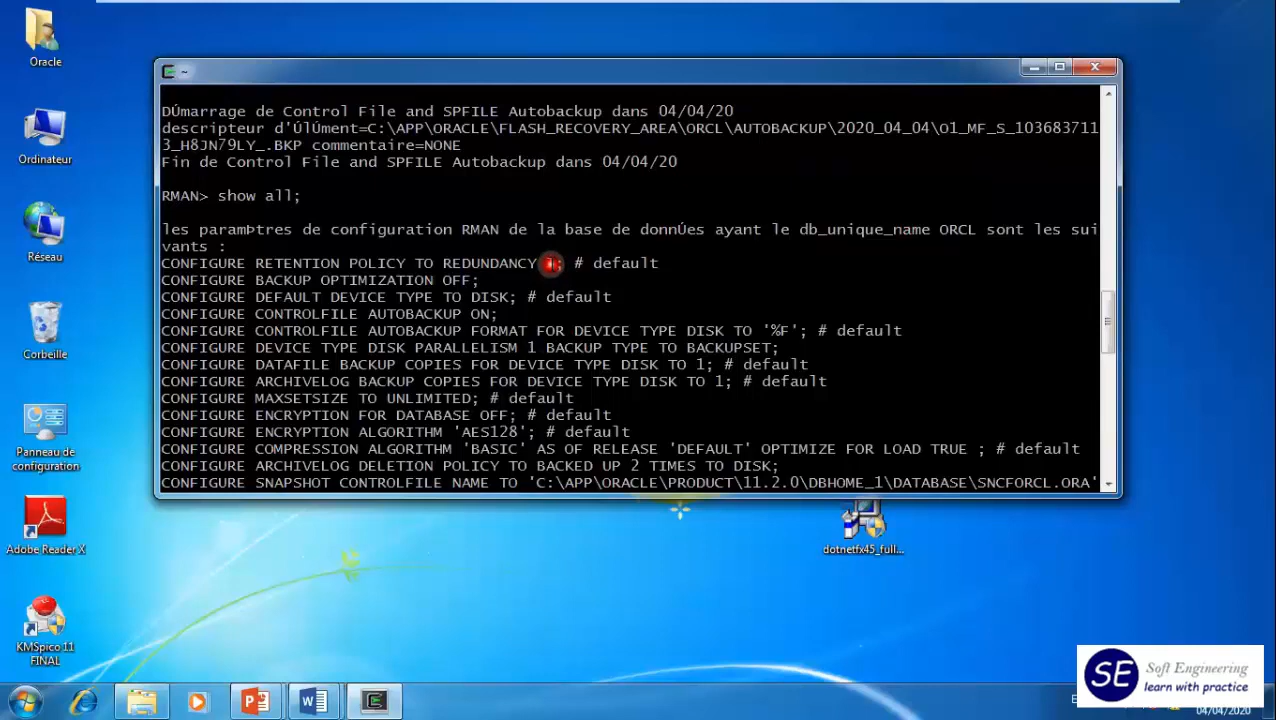 Oracle
Ordinateur
Réseau
Corbeille
Panneau de
configuration
Adobe Reader X
KMSpico 11
FINAL
~
DÚmarrage de Control File and SPFILE Autobackup dans 04/04/20
descripteur d'ÚlÚment=C:\APP\ORACLE\FLASH_RECOVERY_AREA\ORCL\AUTOBACKUP\2020_04_04\O1_MF_S_103683711
3_H8JN79LY_.BKP commentaire=NONE
Fin de Control File and SPFILE Autobackup dans 04/04/20
RMAN> show all;
les paramÞtres de configuration RMAN de la base de donnÚes ayant le db_unique_name ORCL sont les sui
vants :
CONFIGURE RETENTION POLICY TO REDUNDANCY # default
CONFIGURE BACKUP OPTIMIZATION OFF;
CONFIGURE DEFAULT DEVICE TYPE TO DISK; # default
CONFIGURE CONTROLFILE AUTOBACKUP ON;
CONFIGURE CONTROLFILE AUTOBACKUP FORMAT FOR DEVICE TYPE DISK TO '%F'; # default
CONFIGURE DEVICE TYPE DISK PARALLELISM 1 BACKUP TYPE TO BACKUPSET;
CONFIGURE DATAFILE BACKUP COPIES FOR DEVICE TYPE DISK TO 1; # default
CONFIGURE ARCHIVELOG BACKUP COPIES FOR DEVICE TYPE DISK TO 1; # default
CONFIGURE MAXSETSIZE TO UNLIMITED; # default
CONFIGURE ENCRYPTION FOR DATABASE OFF; # default
CONFIGURE ENCRYPTION ALGORITHM 'AES128'; # default
CONFIGURE COMPRESSION ALGORITHM 'BASIC' AS OF RELEASE 'DEFAULT' OPTIMIZE FOR LOAD TRUE ; # default
CONFIGURE ARCHIVELOG DELETION POLICY TO BACKED UP 2 TIMES TO DISK;
CONFIGURE SNAPSHOT CONTROLFILE NAME TO 'C:\APP\ORACLE\PRODUCT\11.2.0\DBHOME_1\DATABASE\SNCFORCL.ORA'
dotnetfx45_full...
SE
Soft Engineering
learn with practice
04/04/2020